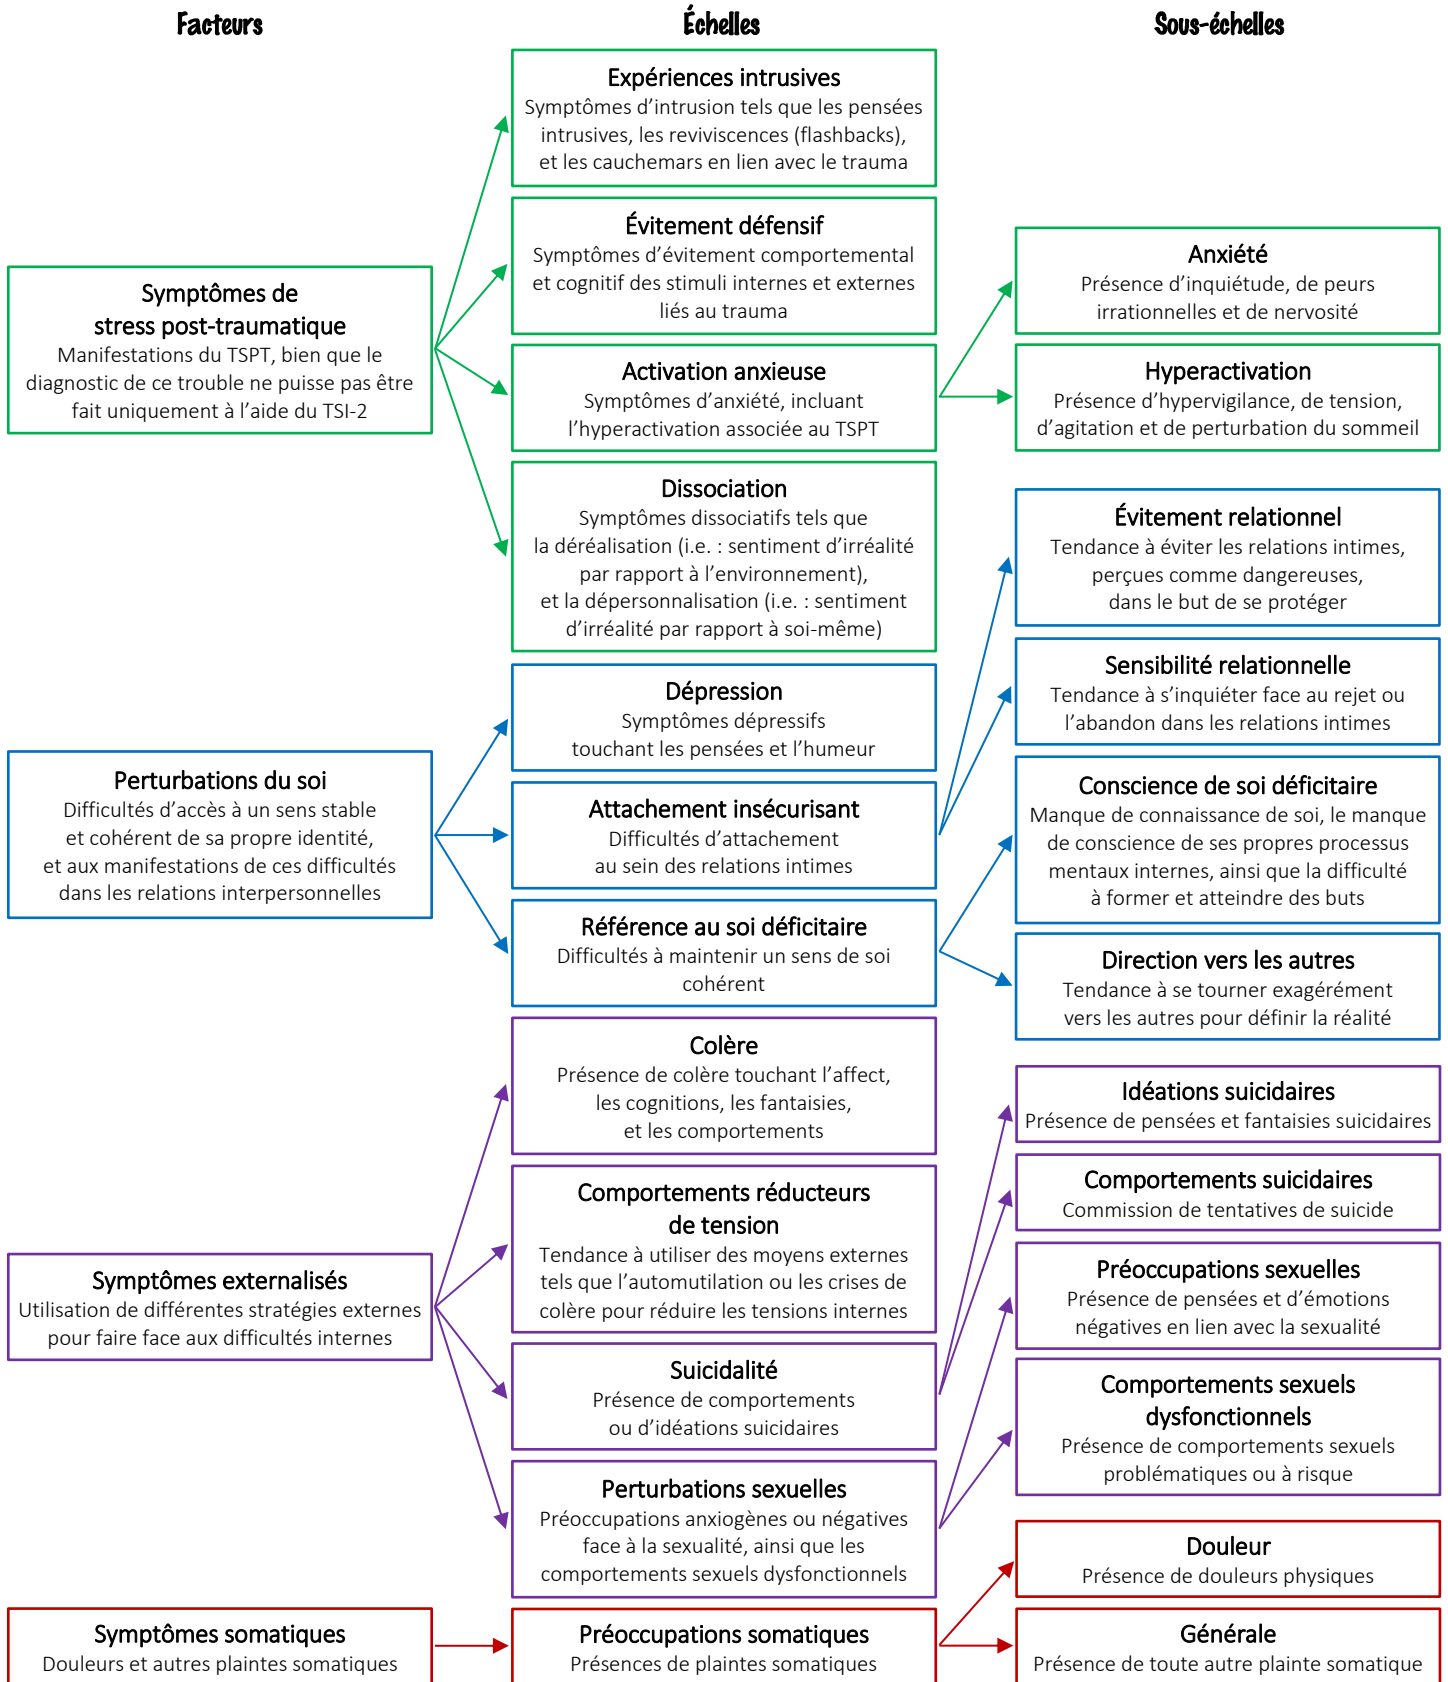 Facteurs
Échelles
Sous-échelles
Symptômes de
stress post-traumatique
Manifestations du TSPT, bien que le
diagnostic de ce trouble ne puisse pas être
fait uniquement à l'aide du TSI-2
Expériences intrusives
Symptômes d'intrusion tels que les pensées
intrusives, les reviviscences (flashbacks),
et les cauchemars en lien avec le trauma
Évitement défensif
Symptômes d'évitement comportemental
et cognitif des stimuli internes et externes
liés au trauma
Activation anxieuse
Symptômes d'anxiété, incluant
l'hyperactivation associée au TSPT
Anxiété
Présence d'inquiétude, de peurs
irrationnelles et de nervosité
Hyperactivation
Présence d'hypervigilance, de tension,
d'agitation et de perturbation du sommeil
Dissociation
Symptômes dissociatifs tels que
la déréalisation (i.e. : sentiment d'irréalité
par rapport à l'environnement),
et la dépersonnalisation (i.e. : sentiment
d'irréalité par rapport à soi-même)
Perturbations du soi
Difficultés d'accès à un sens stable
et cohérent de sa propre identité,
et aux manifestations de ces difficultés
dans les relations interpersonnelles
Dépression
Symptômes dépressifs
touchant les pensées et l'humeur
Attachement insécurisant
Difficultés d'attachement
au sein des relations intimes
Évitement relationnel
Tendance à éviter les relations intimes,
perçues comme dangereuses,
dans le but de se protéger
Sensibilité relationnelle
Tendance à s'inquiéter face au rejet ou
l'abandon dans les relations intimes
Référence au soi déficitaire
Difficultés à maintenir un sens de soi
cohérent
Conscience de soi déficitaire
Manque de connaissance de soi, le manque
de conscience de ses propres processus
mentaux internes, ainsi que la difficulté
à former et atteindre des buts
Direction vers les autres
Tendance à se tourner exagérément
vers les autres pour définir la réalité
Symptômes externalisés
Utilisation de différentes stratégies externes
pour faire face aux difficultés internes
Colère
Présence de colère touchant l'affect,
les cognitions, les fantaisies,
et les comportements
Comportements réducteurs
de tension
Tendance à utiliser des moyens externes
tels que l'automutilation ou les crises de
colère pour réduire les tensions internes
Suicidalité
Présence de comportements
ou d'idéations suicidaires
Idéations suicidaires
Présence de pensées et fantaisies suicidaires
Comportements suicidaires
Commission de tentatives de suicide
Perturbations sexuelles
Préoccupations anxiogènes ou négatives
face à la sexualité, ainsi que les
comportements sexuels dysfonctionnels
Préoccupations sexuelles
Présence de pensées et d'émotions
négatives en lien avec la sexualité
Comportements sexuels
dysfonctionnels
Présence de comportements sexuels
problématiques ou à risque
Symptômes somatiques
Douleurs et autres plaintes somatiques
Préoccupations somatiques
Présences de plaintes somatiques
Douleur
Présence de douleurs physiques
Générale
Présence de toute autre plainte somatique